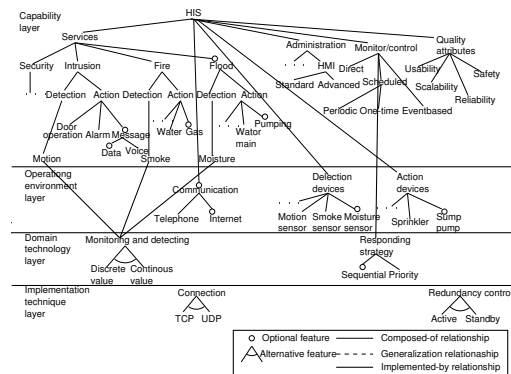 Capability layer
HIS
Services
Administration
Monitor/control
Quality attributes
Security
Intrusion
Fire
Flood
HMI
Direct
Scheduled
Usability
Safety
Standard
Advanced
Scalability
Reliability
Detection
Action
Detection
Action
Detection
Action
Periodic
One-time
Eventbased
Door operation
Alarm
Message
Water
Gas
Wator main
Pumping
Data
Voice
Motion
Smoke
Moisture
Operationg environment layer
Communication
Telephone
Internet
Delection devices
Action devices
Motion sensor
Smoke sensor
Moisture sensor
Sprinkler
Sump pump
Domain technology layer
Monitoring and detecting
Responding strategy
Discrete value
Continous value
Sequential
Priority
Implementation technique layer
Connection
Redundancy contro
TCP
UDP
Active
Standby
Optional feature
Composed-of relationship
Alternative feature
Generalization relationship
Implemented-by relationship